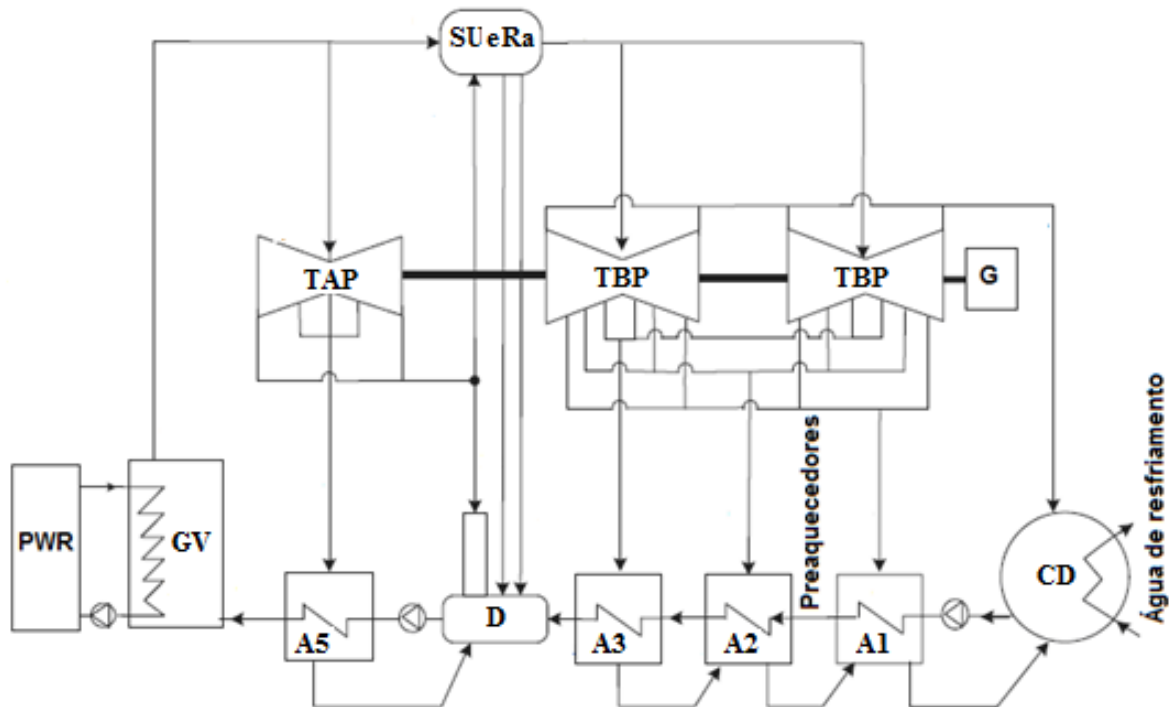 SU e Ra
TAP
TBP
TBP
G
PWR
GV
A5
D
A3
A2
A1
CD
Preaquecedores
Água de resfriamento